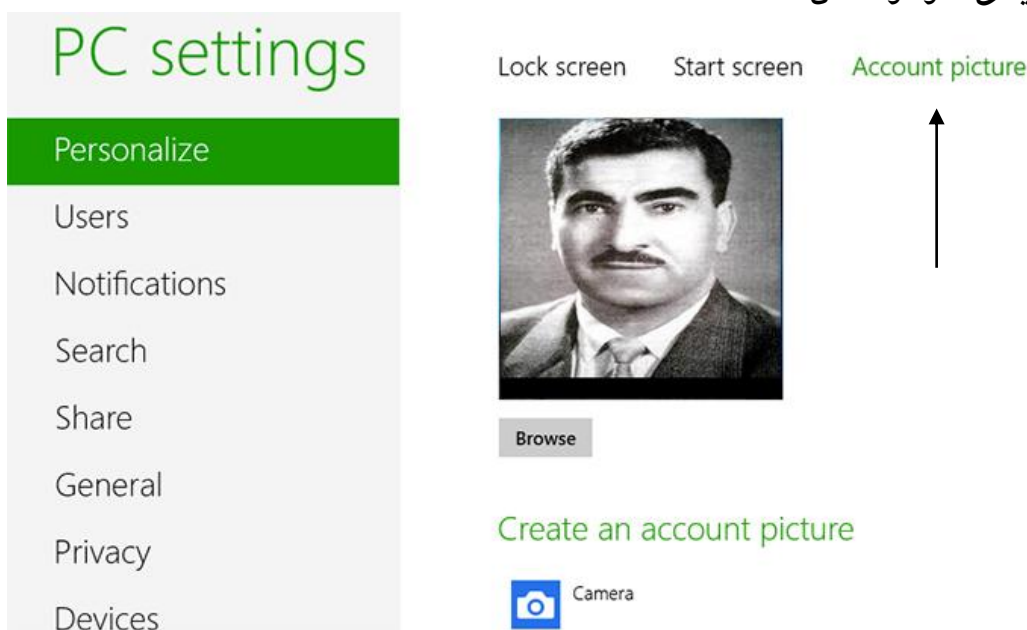 PC settings
Lock screen Start screen Account picture
Personalize
Users
Notifications
Search
Share
General
Privacy
Devices
Browse
Create an account picture
Camera